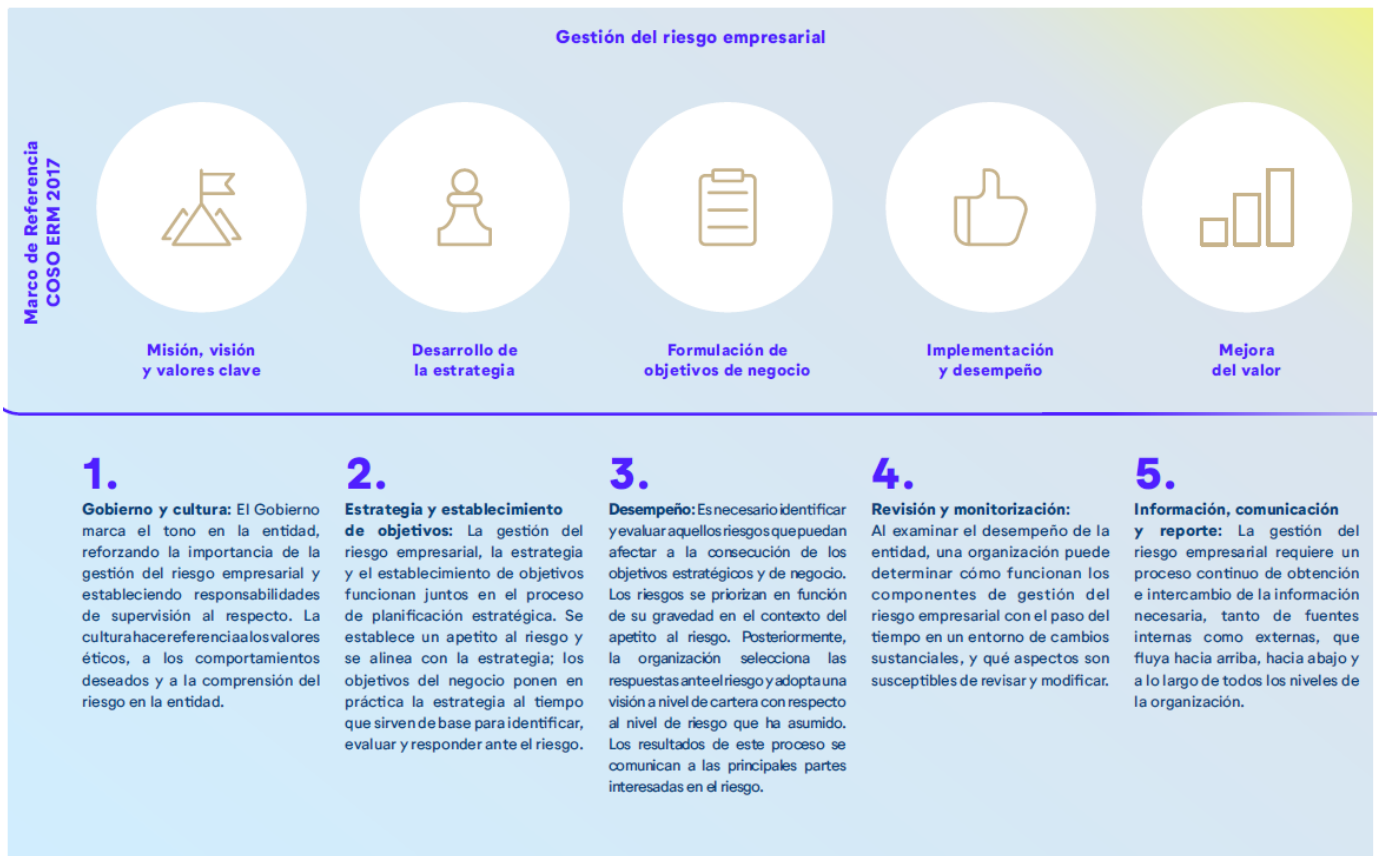 Gestión del riesgo empresarial
Marco de Referencia
COSO ERM 2017
Misión, visión
y valores clave
Desarrollo de
la estrategia
Formulación de
objetivos de negocio
Implementación
y desempeño
Mejora
del valor
1.
Gobierno y cultura: El Gobierno
marca el tono en la entidad,
reforzando la importancia de la
gestión del riesgo empresarial y
estableciendo responsabilidades
de supervisión al respecto. La
cultura hace referencia a los valores
éticos, a los comportamientos
deseados y a la comprensión del
riesgo en la entidad.
2.
Estrategia y establecimiento
de objetivos: La gestión del
riesgo empresarial, la estrategia
y el establecimiento de objetivos
funcionan juntos en el proceso
de planificación estratégica. Se
establece un apetito al riesgo y
se alinea con la estrategia; los
objetivos del negocio ponen en
práctica la estrategia al tiempo
que sirven de base para identificar,
evaluar y responder ante el riesgo.
3.
Desempeño: Es necesario identificar
y evaluar aquellos riesgos que puedan
afectar a la consecución de los
objetivos estratégicos y de negocio.
Los riesgos se priorizan en función
de su gravedad en el contexto del
apetito al riesgo. Posteriormente,
la organización selecciona las
respuestas ante el riesgo y adopta una
visión a nivel de cartera con respecto
al nivel de riesgo que ha asumido.
Los resultados de este proceso se
comunican a las principales partes
interesadas en el riesgo.
4.
Revisión y monitorización:
Al examinar el desempeño de la
entidad, una organización puede
determinar cómo funcionan los
componentes de gestión del
riesgo empresarial con el paso del
tiempo en un entorno de cambios
sustanciales, y qué aspectos son
susceptibles de revisar y modificar.
5.
Información, comunicación
y reporte: La gestión del
riesgo empresarial requiere un
proceso continuo de obtención
e intercambio de la información
necesaria, tanto de fuentes
internas como externas, que
fluya hacia arriba, hacia abajo y
a lo largo de todos los niveles de
la organización.